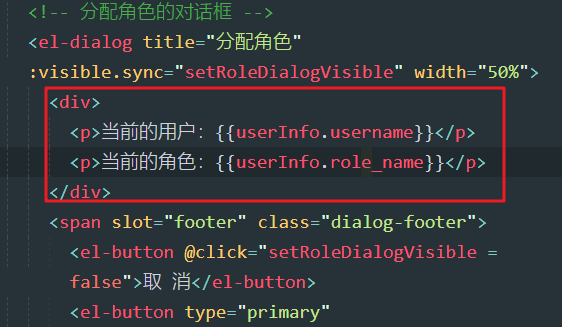 <!-- 分配角色的对话框 -->
<el-dialog title="分配角色"
:visible.sync="setRoleDialogVisible" width="50%">
<div>
<p>当前的用户：{{userInfo.username}}</p>
<p>当前的角色：{{userInfo.role_name}}</p>
</div>
<span slot="footer" class="dialog-footer">
<el-button @click="setRoleDialogVisible =
false">取 消</el-button>
<el-button type="primary"